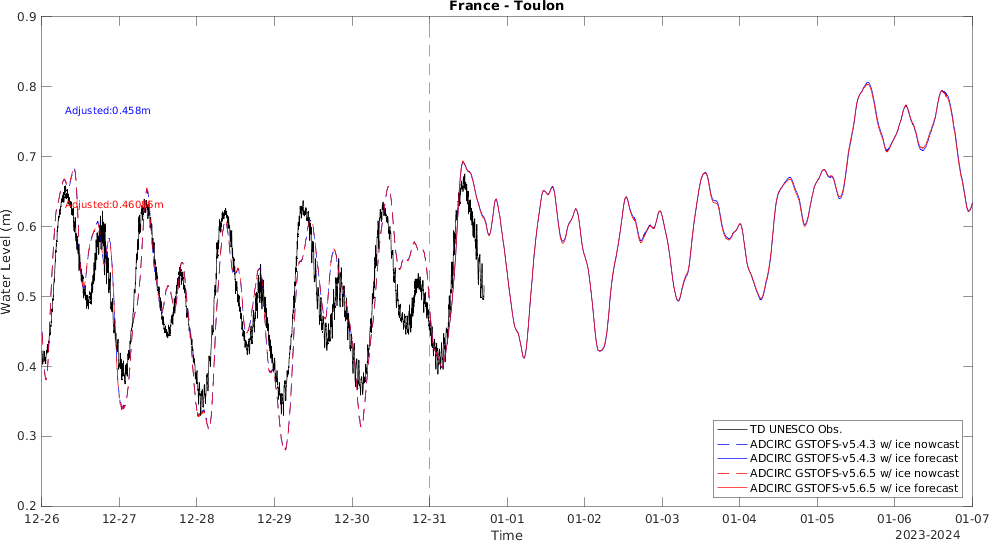 France - Toulon
0.9
0.8
0.7
0.6
0.5
0.4
0.3
0.2
Water Level (m)
Adjusted:0.458m
Adjusted:0.46085m
TD UNESCO Obs.
ADCIRC GSTOFS-v5.4.3 w/ ice nowcast
ADCIRC GSTOFS-v5.4.3 w/ ice forecast
ADCIRC GSTOFS-v5.6.5 w/ ice nowcast
ADCIRC GSTOFS-v5.6.5 w/ ice forecast
12-26 12-27 12-28 12-29 12-30 12-31 01-01 01-02 01-03 01-04 01-05 01-06 01-07
Time
2023-2024